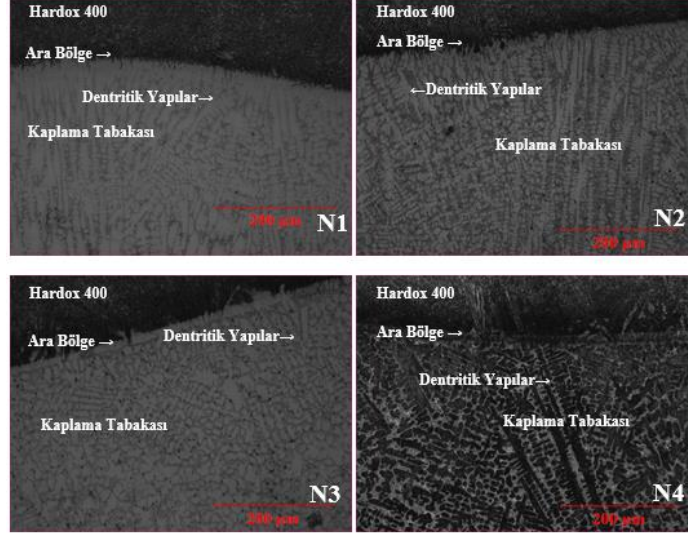 Hardox 400
Ara Bölge →
Dentritik Yapılar→
Kaplama Tabakası
200 µm
N1
Hardox 400
Ara Bölge →
←Dentritik Yapılar
Kaplama Tabakası
200 µm
N2
Hardox 400
Ara Bölge →
Dentritik Yapılar→
Kaplama Tabakası
200 µm
N3
Hardox 400
Ara Bölge →
Dentritik Yapılar→
Kaplama Tabakası
200 µm
N4